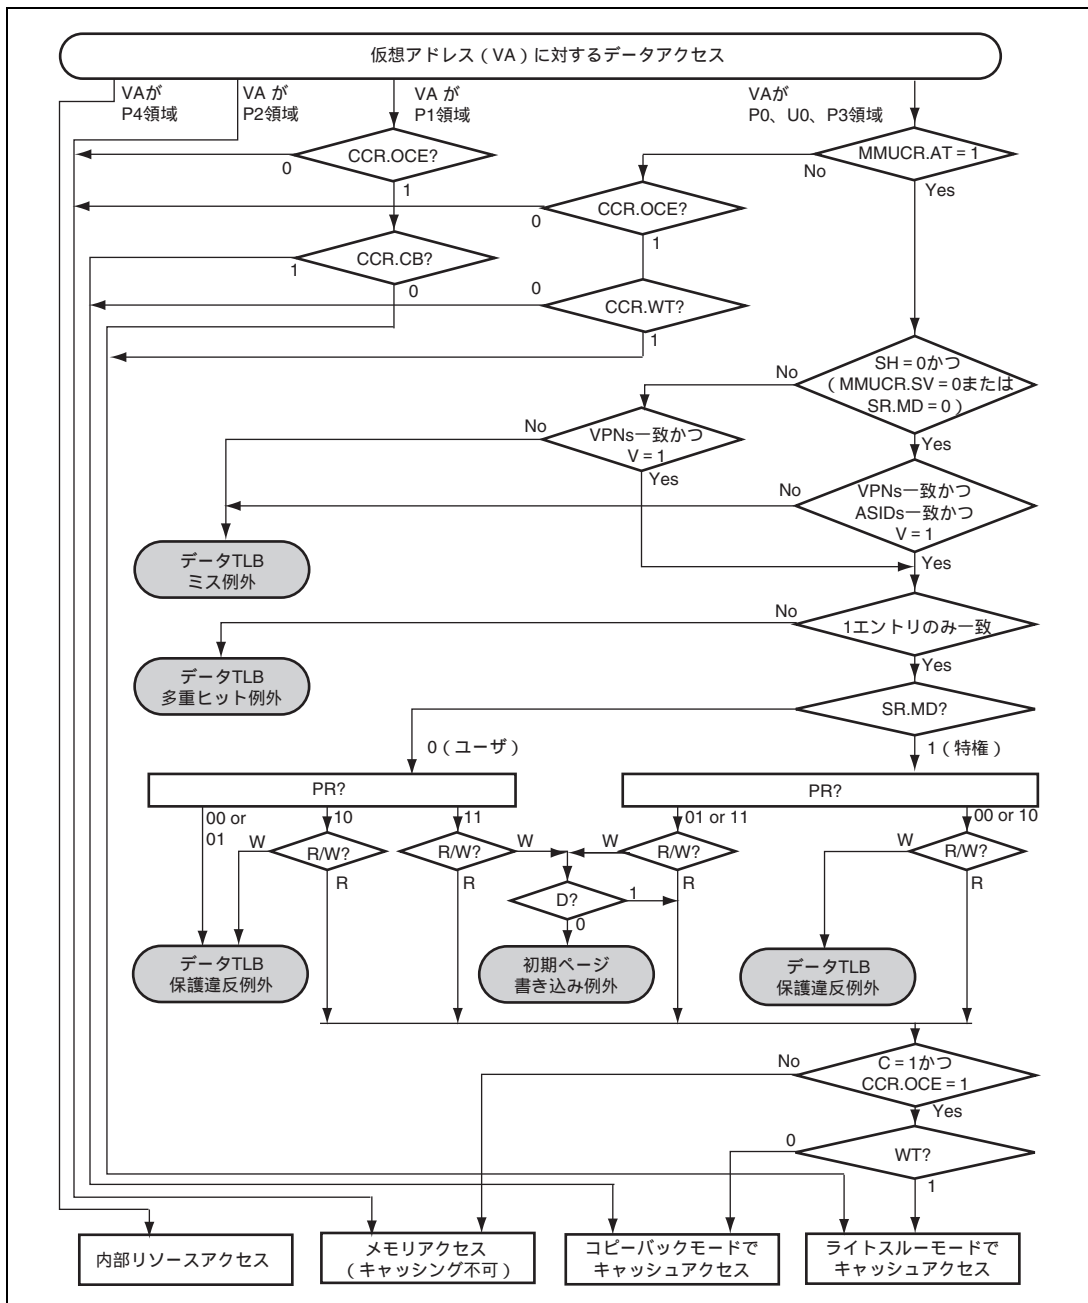 仮想アドレス（VA）に対するデータアクセス
VAが
P4領域
VA が
P2領域
VA が
P1領域
VAが
P0、U0、P3領域
CCR.OCE?
0
1
MMUCR.AT = 1
No
Yes
CCR.OCE?
0
1
CCR.CB?
1
0
CCR.WT?
0
1
SH = 0かつ
（MMUCR.SV = 0または
SR.MD = 0）
No
Yes
VPNs一致かつ
V = 1
No
Yes
VPNs一致かつ
ASIDs一致かつ
V = 1
No
Yes
データTLB
ミス例外
1エントリのみ一致
No
Yes
データTLB
多重ヒット例外
SR.MD?
0（ユーザ）
1（特権）
PR?
PR?
00 or
01
10
11
01 or 11
00 or 10
W
R/W?
R
R/W?
W
R
W
R/W?
R
W
R/W?
R
D?
1
0
データTLB
保護違反例外
初期ページ
書き込み例外
データTLB
保護違反例外
C = 1かつ
CCR.OCE = 1
No
Yes
WT?
0
1
内部リソースアクセス
メモリアクセス
（キャッシング不可）
コピーバックモードで
キャッシュアクセス
ライトスルーモードで
キャッシュアクセス